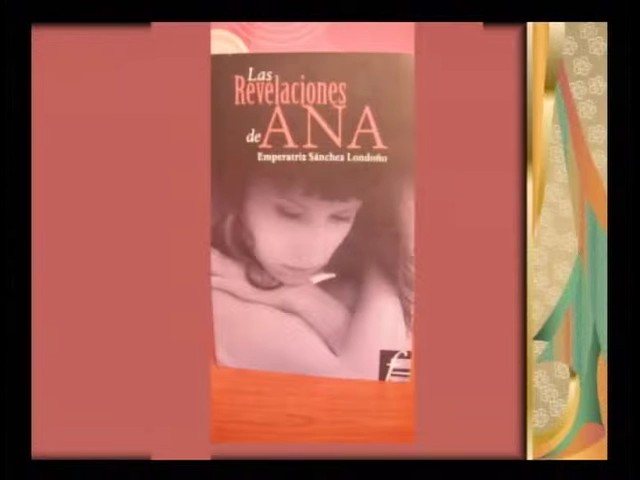 Las
Revelaciones
de ANA
Emperatriz Sánchez Londoño
f